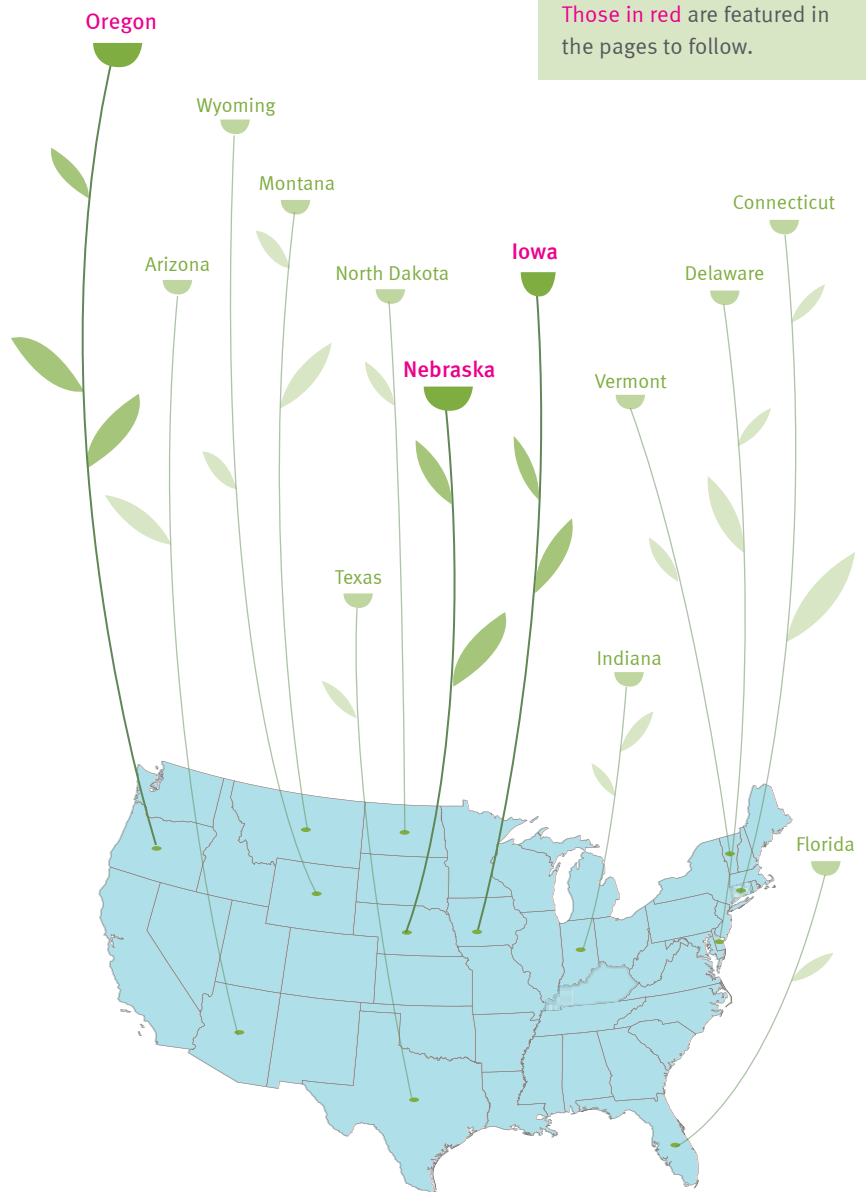 Oregon
Those in red are featured in
the pages to follow.
Wyoming
Montana
Connecticut
Arizona
North Dakota
Iowa
Delaware
Nebraska
Vermont
Texas
Indiana
Florida